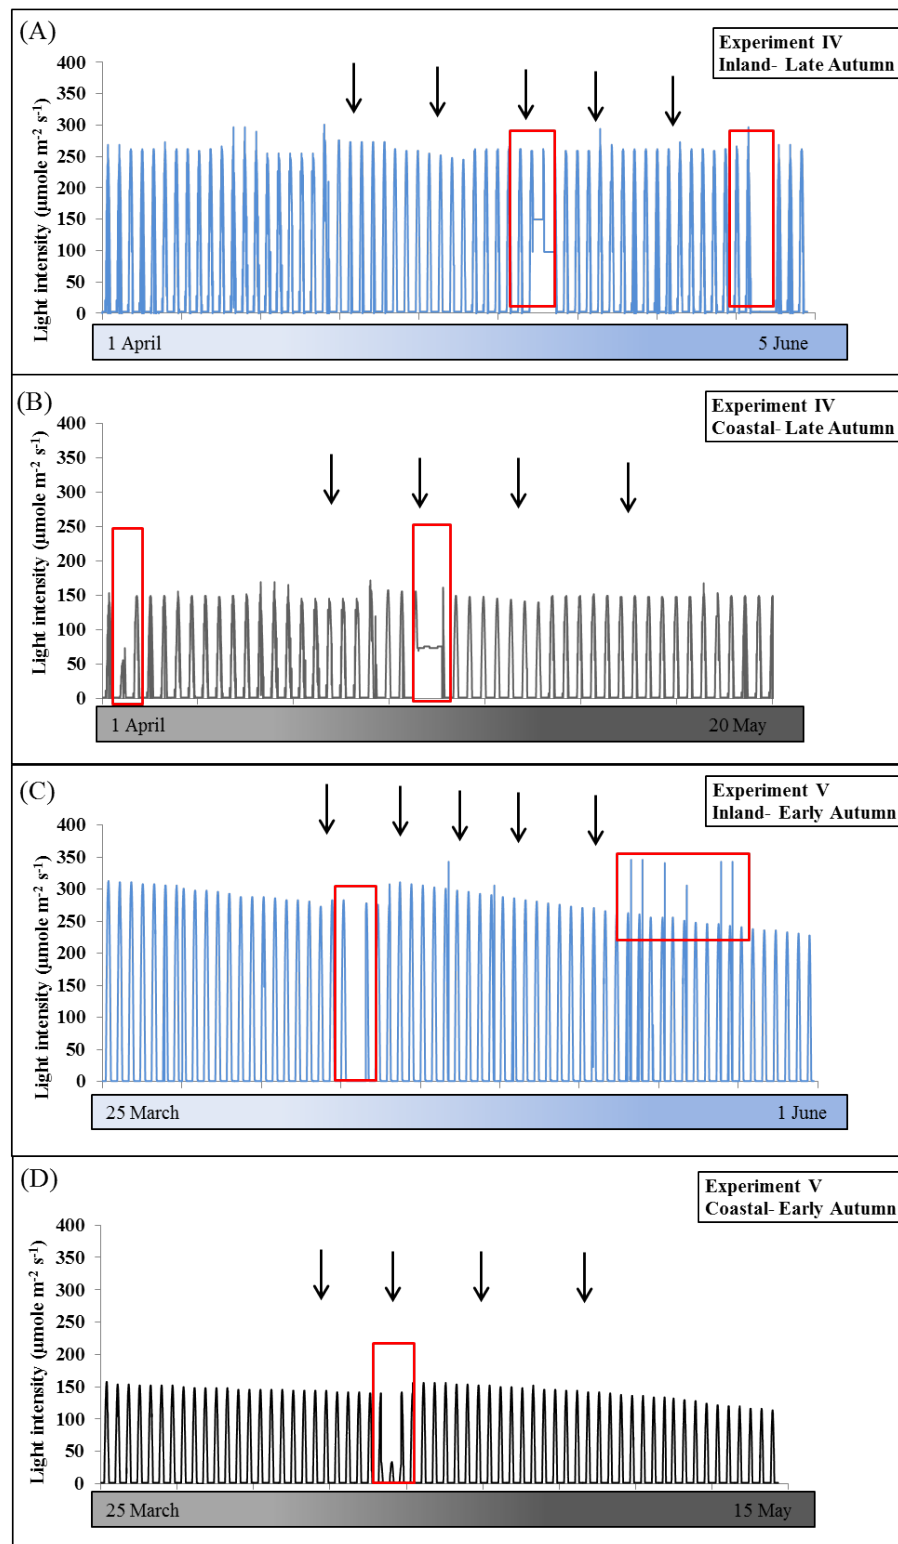 (A)
Experiment IV
Inland- Late Autumn
Light intensity (µmole m⁻² s⁻¹)
400
350
300
250
200
150
100
50
0
1 April
5 June
(B)
Experiment IV
Coastal- Late Autumn
Light intensity (µmole m⁻² s⁻¹)
400
350
300
250
200
150
100
50
0
1 April
20 May
(C)
Experiment V
Inland- Early Autumn
Light intensity (µmole m⁻² s⁻¹)
400
350
300
250
200
150
100
50
0
25 March
1 June
(D)
Experiment V
Coastal- Early Autumn
Light intensity (µmole m⁻² s⁻¹)
400
350
300
250
200
150
100
50
0
25 March
15 May